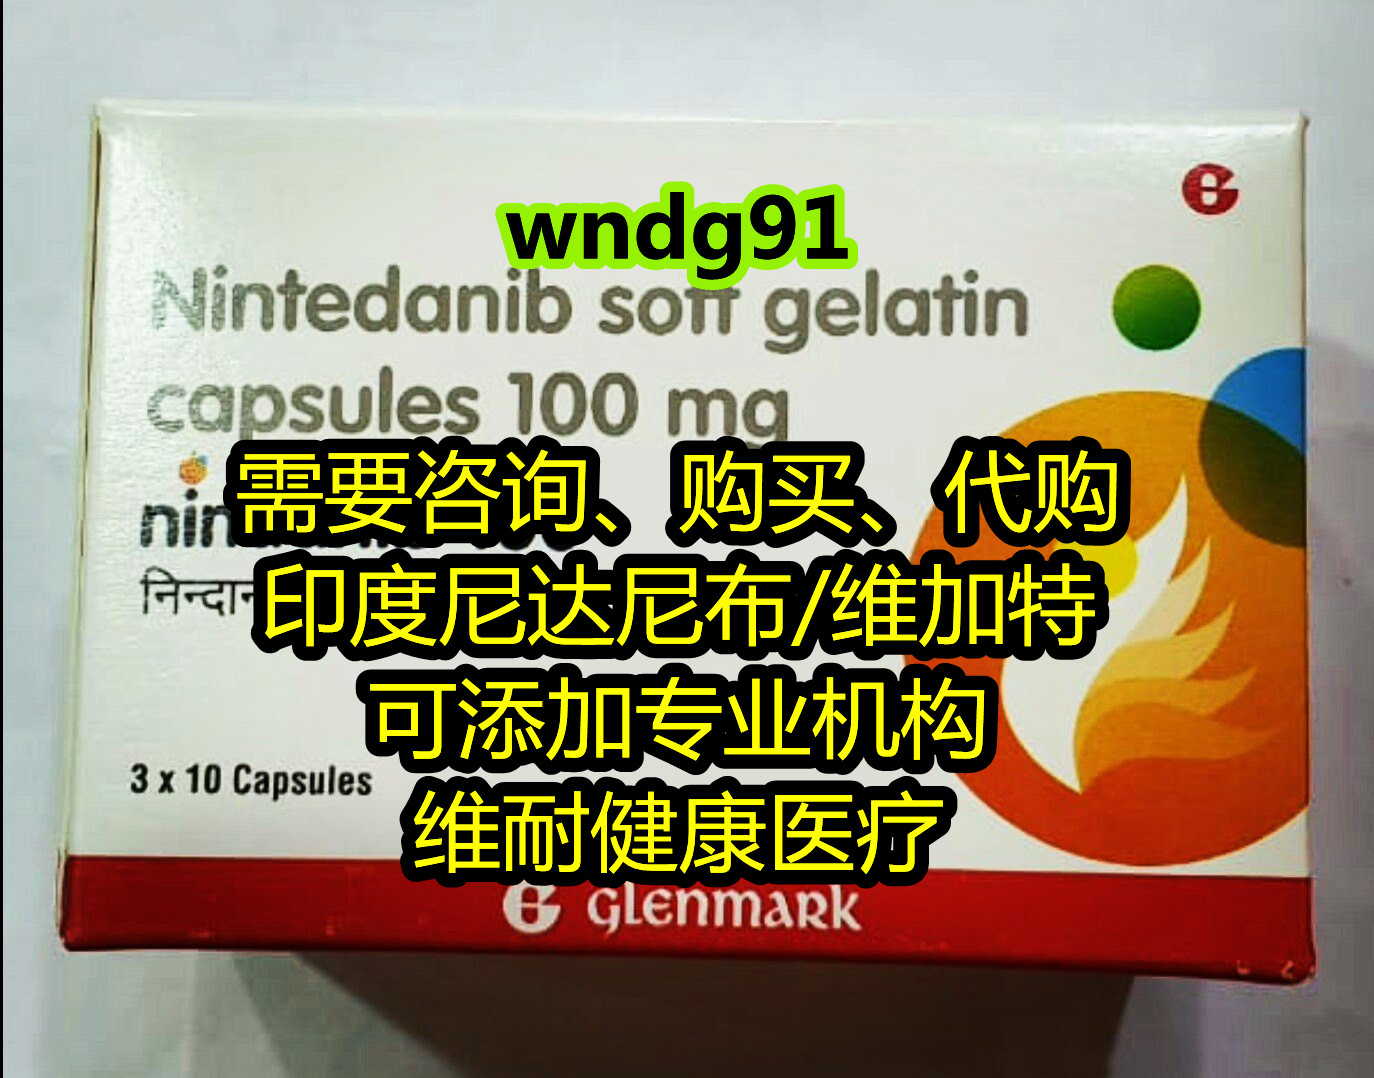 wndg91
Nintedanib soft gelatin
capsules 100 mg
需要咨询、购买、代购
印度尼达尼布/维加特
可添加专业机构
3 x 10 Capsules
维耐健康医疗
GLENMARK